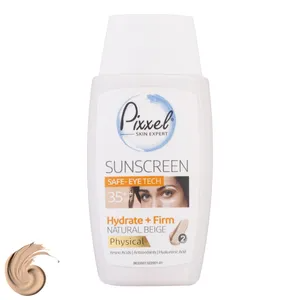 Pixxel
SKIN EXPERT
SUNSCREEN
SAFE-EYE TECH
35
Hydrate + Firm
NATURAL BEIGE
Physical
2